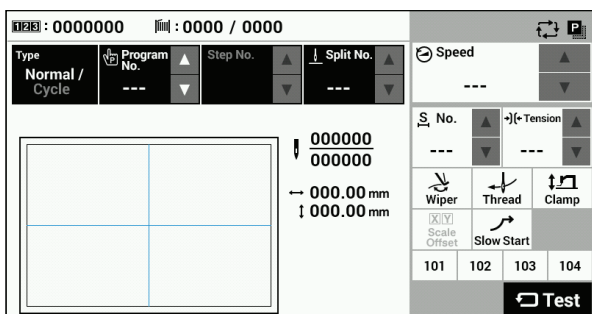 123 : 0000000 : 0000 / 0000
P
Type
Normal /
Cycle
Program
No.
---
Step No.
Split No.
---
Speed
---
S No.
---
Tension
---
000000
000000
↔ 000.00 mm
↕ 000.00 mm
Wiper
Thread
Clamp
X Y
Scale
Offset
Slow Start
101
102
103
104
Test